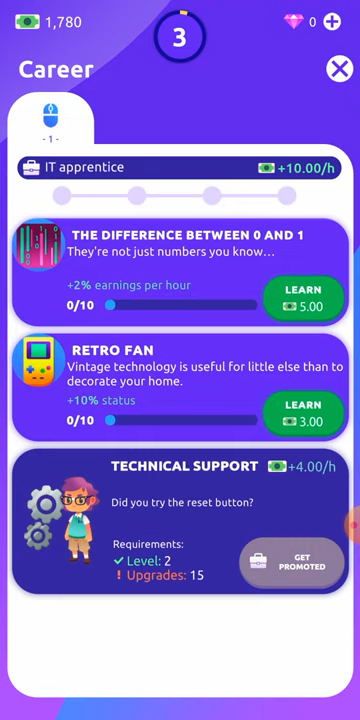 1,780
3
0
Career
- 1 -
IT apprentice
+10.00/h
THE DIFFERENCE BETWEEN 0 AND 1
They're not just numbers you know...
+2% earnings per hour
0/10
LEARN
5.00
RETRO FAN
Vintage technology is useful for little else than to
decorate your home.
+10% status
0/10
LEARN
3.00
TECHNICAL SUPPORT
+4.00/h
Did you try the reset button?
Requirements:
Level: 2
! Upgrades: 15
GET
PROMOTED